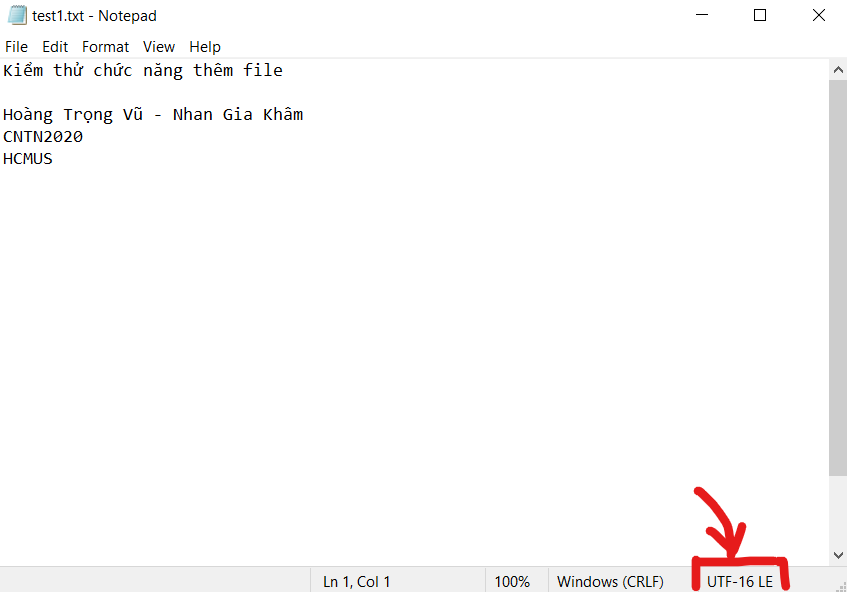 test1.txt - Notepad
File Edit Format View Help
Kiểm thử chức năng thêm file
Hoàng Trọng Vũ - Nhan Gia Khâm
CNTN2020
HCMUS
Ln 1, Col 1 100% Windows (CRLF) UTF-16 LE